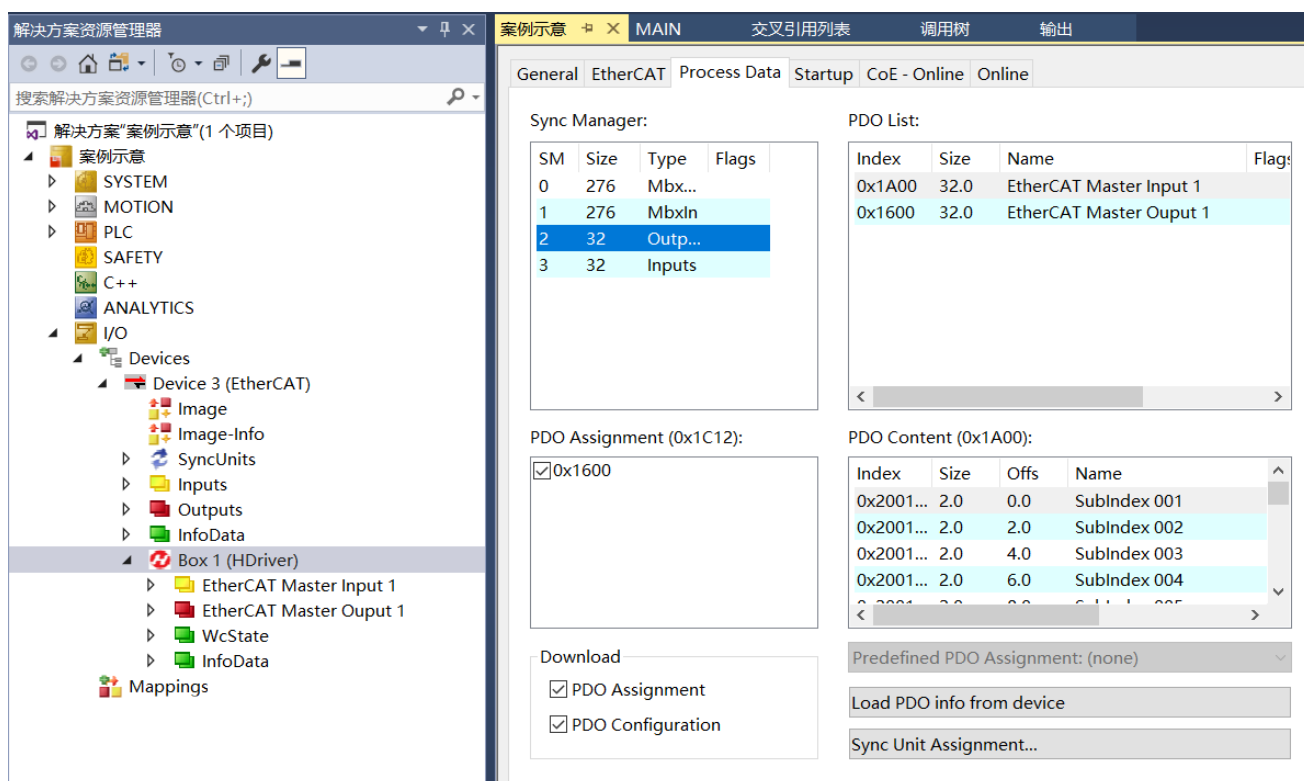 解决方案资源管理器
搜索解决方案资源管理器(Ctrl+;)
解决方案"案例示意"(1 个项目)
案例示意
SYSTEM
MOTION
PLC
SAFETY
C++
ANALYTICS
I/O
Devices
Device 3 (EtherCAT)
Image
Image-Info
SyncUnits
Inputs
Outputs
InfoData
Box 1 (HDriver)
EtherCAT Master Input 1
EtherCAT Master Ouput 1
WcState
InfoData
Mappings
案例示意 MAIN 交叉引用列表 调用树 输出
General EtherCAT Process Data Startup CoE - Online Online
Sync Manager:
SM Size Type Flags
0 276 Mbx...
1 276 MbxIn
2 32 Outp...
3 32 Inputs
PDO List:
Index Size Name Flags
0x1A00 32.0 EtherCAT Master Input 1
0x1600 32.0 EtherCAT Master Ouput 1
PDO Assignment (0x1C12):
0x1600
PDO Content (0x1A00):
Index Size Offs Name
0x2001... 2.0 0.0 SubIndex 001
0x2001... 2.0 2.0 SubIndex 002
0x2001... 2.0 4.0 SubIndex 003
0x2001... 2.0 6.0 SubIndex 004
Download
PDO Assignment
PDO Configuration
Predefined PDO Assignment: (none)
Load PDO info from device
Sync Unit Assignment...